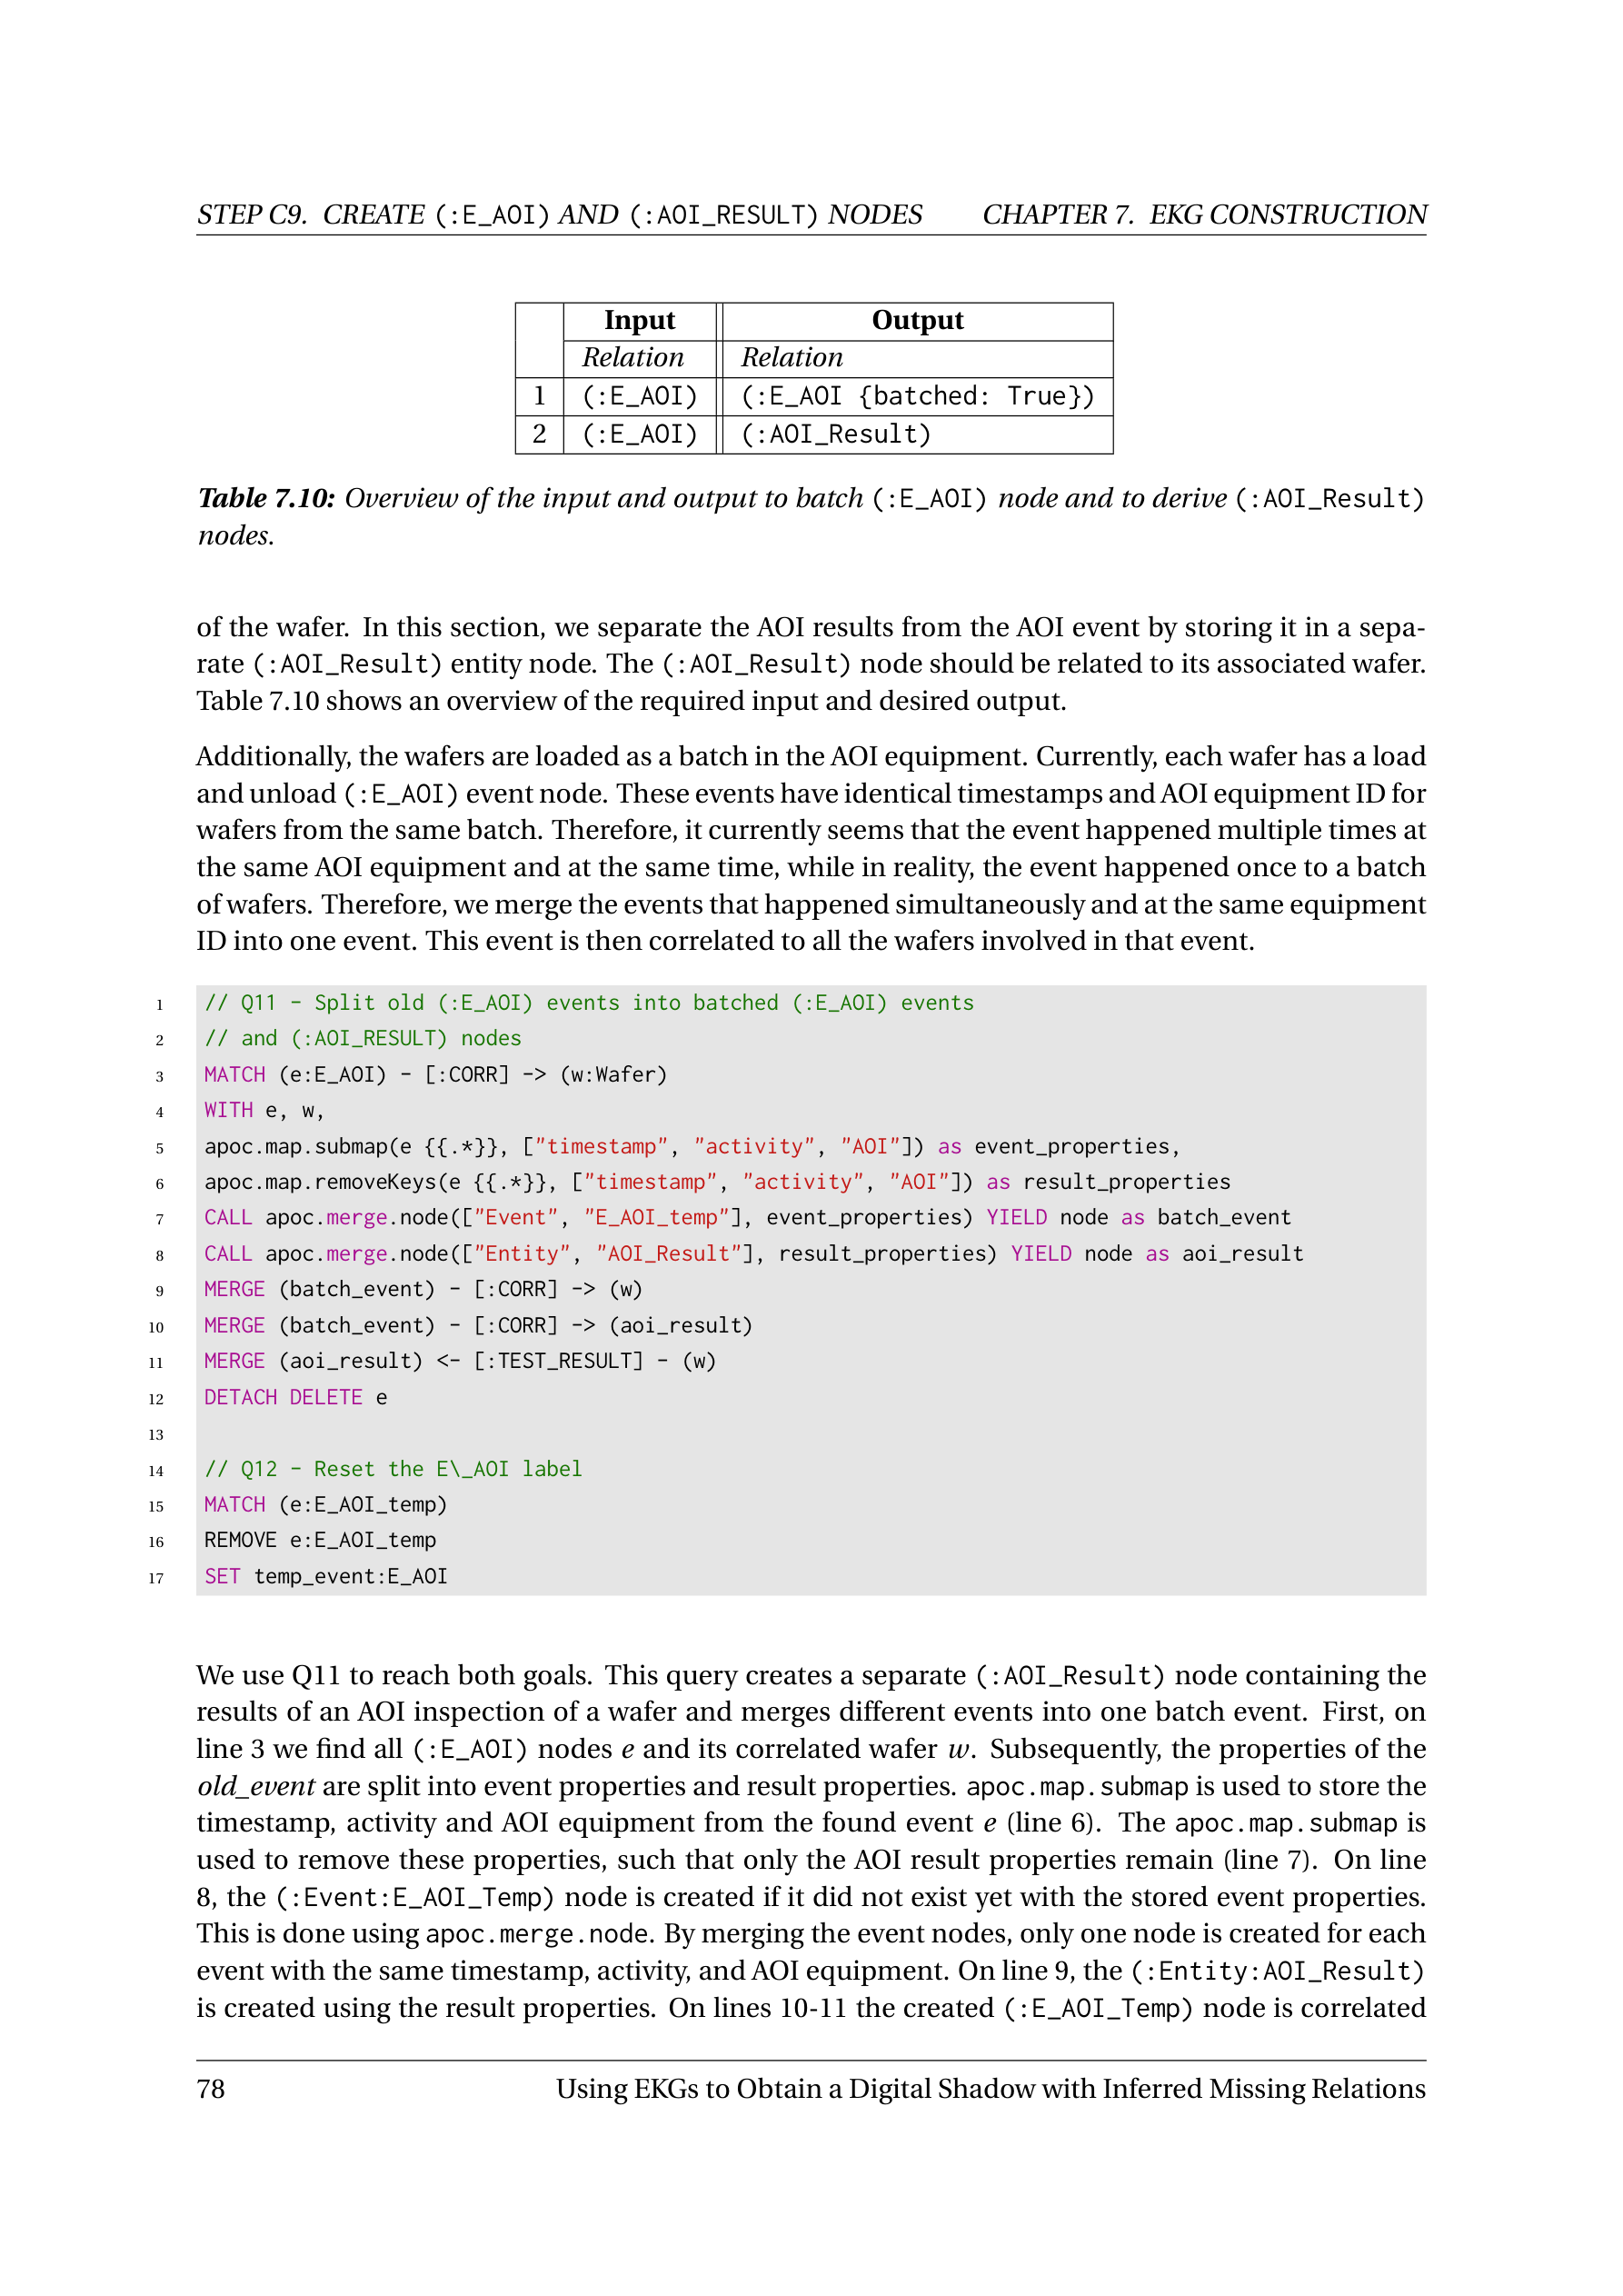 STEP C9. CREATE (:E_AOI) AND (:AOI_RESULT) NODES CHAPTER 7. EKG CONSTRUCTION
Input Output
Relation Relation
1 (:E_AOI) (:E_AOI {batched: True})
2 (:E_AOI) (:AOI_Result)
Table 7.10: Overview of the input and output to batch (:E_AOI) node and to derive (:AOI_Result)
nodes.
of the wafer. In this section, we separate the AOI results from the AOI event by storing it in a sepa-
rate (:AOI_Result) entity node. The (:AOI_Result) node should be related to its associated wafer.
Table 7.10 shows an overview of the required input and desired output.
Additionally, the wafers are loaded as a batch in the AOI equipment. Currently, each wafer has a load
and unload (:E_AOI) event node. These events have identical timestamps and AOI equipment ID for
wafers from the same batch. Therefore, it currently seems that the event happened multiple times at
the same AOI equipment and at the same time, while in reality, the event happened once to a batch
of wafers. Therefore, we merge the events that happened simultaneously and at the same equipment
ID into one event. This event is then correlated to all the wafers involved in that event.
1 // Q11 - Split old (:E_AOI) events into batched (:E_AOI) events
2 // and (:AOI_RESULT) nodes
3 MATCH (e:E_AOI) - [:CORR] -> (w:Wafer)
4 WITH e, w,
5 apoc.map.submap(e {{.*}}, ["timestamp", "activity", "AOI"]) as event_properties,
6 apoc.map.removeKeys(e {{.*}}, ["timestamp", "activity", "AOI"]) as result_properties
7 CALL apoc.merge.node(["Event", "E_AOI_temp"], event_properties) YIELD node as batch_event
8 CALL apoc.merge.node(["Entity", "AOI_Result"], result_properties) YIELD node as aoi_result
9 MERGE (batch_event) - [:CORR] -> (w)
10 MERGE (batch_event) - [:CORR] -> (aoi_result)
11 MERGE (aoi_result) <- [:TEST_RESULT] - (w)
12 DETACH DELETE e
13
14 // Q12 - Reset the E\_AOI label
15 MATCH (e:E_AOI_temp)
16 REMOVE e:E_AOI_temp
17 SET temp_event:E_AOI
We use Q11 to reach both goals. This query creates a separate (:AOI_Result) node containing the
results of an AOI inspection of a wafer and merges different events into one batch event. First, on
line 3 we find all (:E_AOI) nodes e and its correlated wafer w. Subsequently, the properties of the
old_event are split into event properties and result properties. apoc.map.submap is used to store the
timestamp, activity and AOI equipment from the found event e (line 6). The apoc.map.submap is
used to remove these properties, such that only the AOI result properties remain (line 7). On line
8, the (:Event:E_AOI_Temp) node is created if it did not exist yet with the stored event properties.
This is done using apoc.merge.node. By merging the event nodes, only one node is created for each
event with the same timestamp, activity, and AOI equipment. On line 9, the (:Entity:AOI_Result)
is created using the result properties. On lines 10-11 the created (:E_AOI_Temp) node is correlated
78 Using EKGs to Obtain a Digital Shadow with Inferred Missing Relations